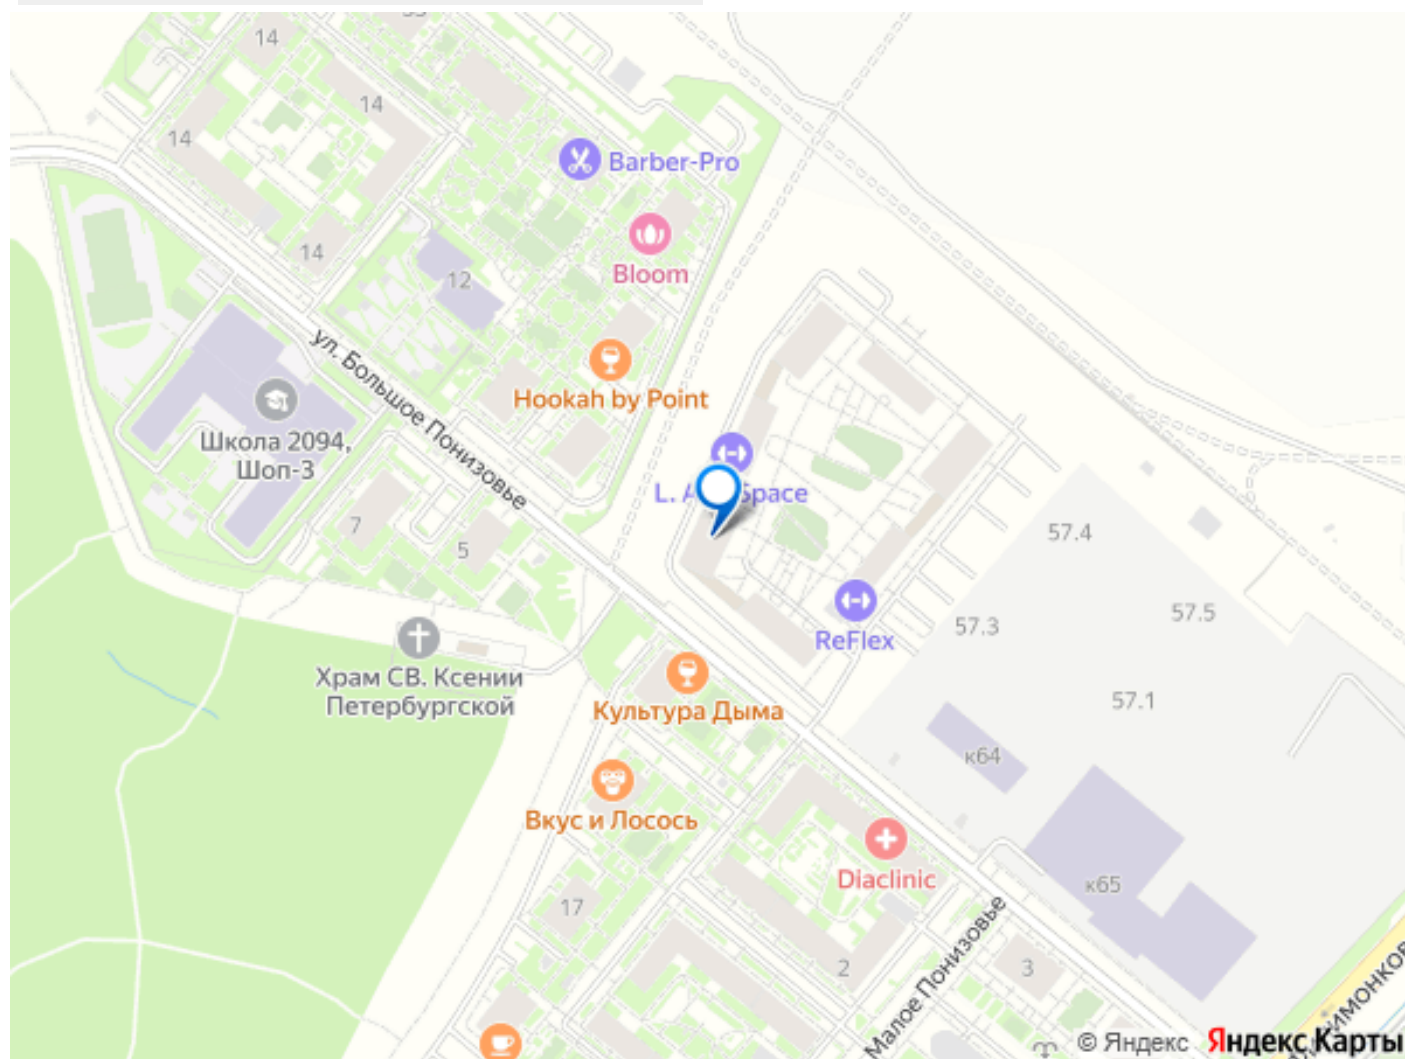 14
14
14
14
Barber-Pro
Bloom
12
ул. Большое Понизовье
Hookah by Point
Школа 2094,
Шоп-3
L. Space
7
5
57.4
57.5
57.3
57.1
ReFlex
Храм СВ. Ксении
Петербургской
Культура Дыма
к64
Вкус и Лосось
Diaclinic
к65
17
2
3
Малое Понизовье
© Яндекс Яндекс Карты